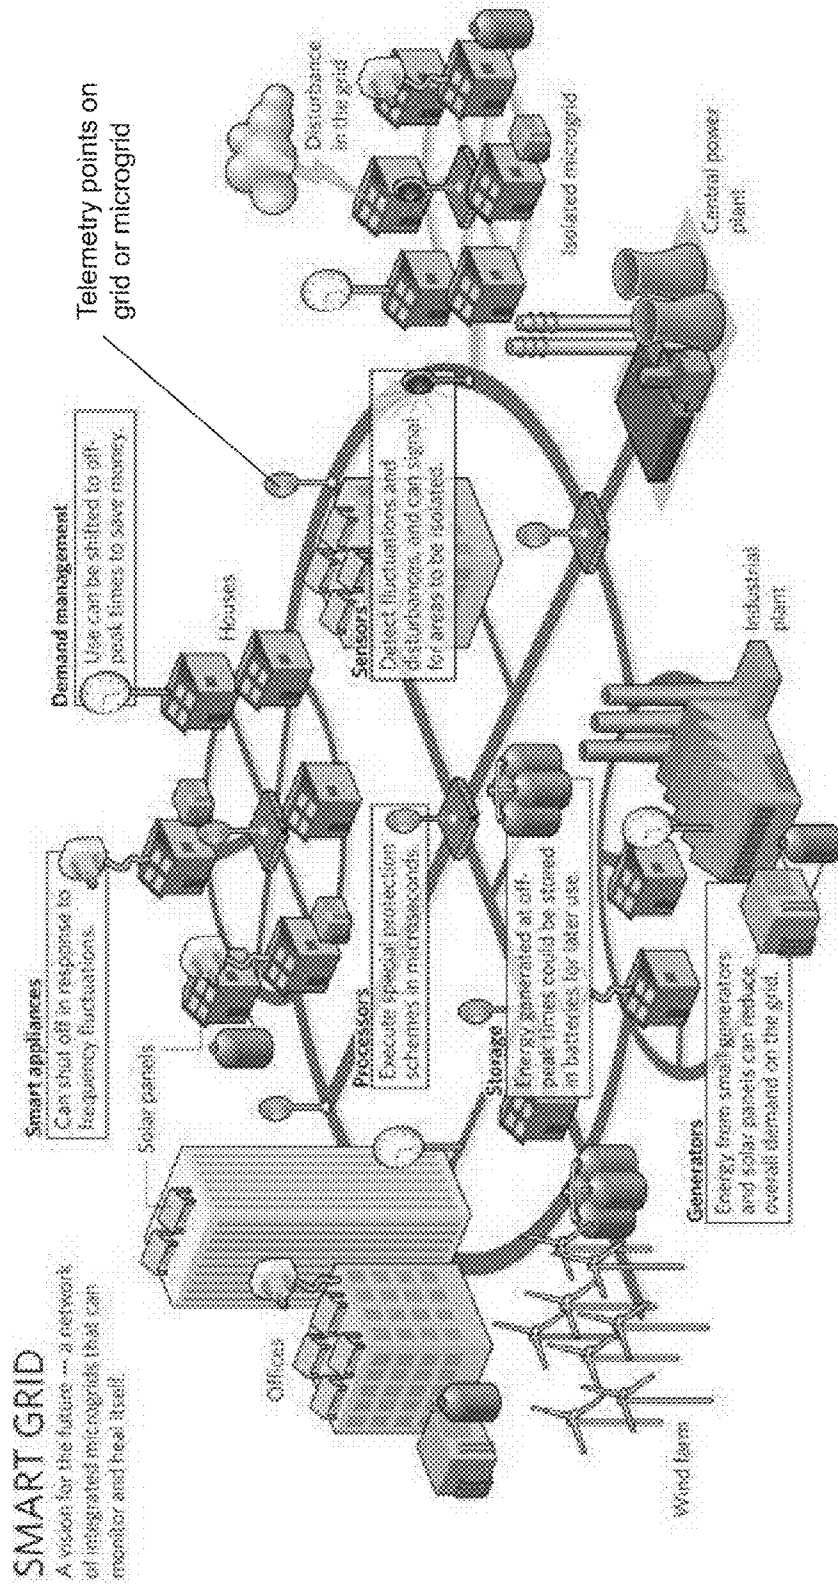 SMART GRID
A vision for the future — a network
of integrated microgrids that can
monitor and heal itself.
Smart appliances
Can shut off in response to
frequency fluctuations.
Demand management
Use can be shifted to off-
peak times to save money.
Telemetry points on
grid or microgrid
Solar panels
Houses
Offices
Disturbance
in the grid
Processors
Execute special protection
schemes in microseconds.
Sensors
Detect fluctuations and
disturbances, and can signal
for areas to be isolated.
Storage
Energy generated at off-
peak times could be stored
in batteries for later use.
Isolated microgrid
Wind farm
Generators
Energy from small generators
and solar panels can reduce
overall demand on the grid.
Industrial
plant
Central power
plant